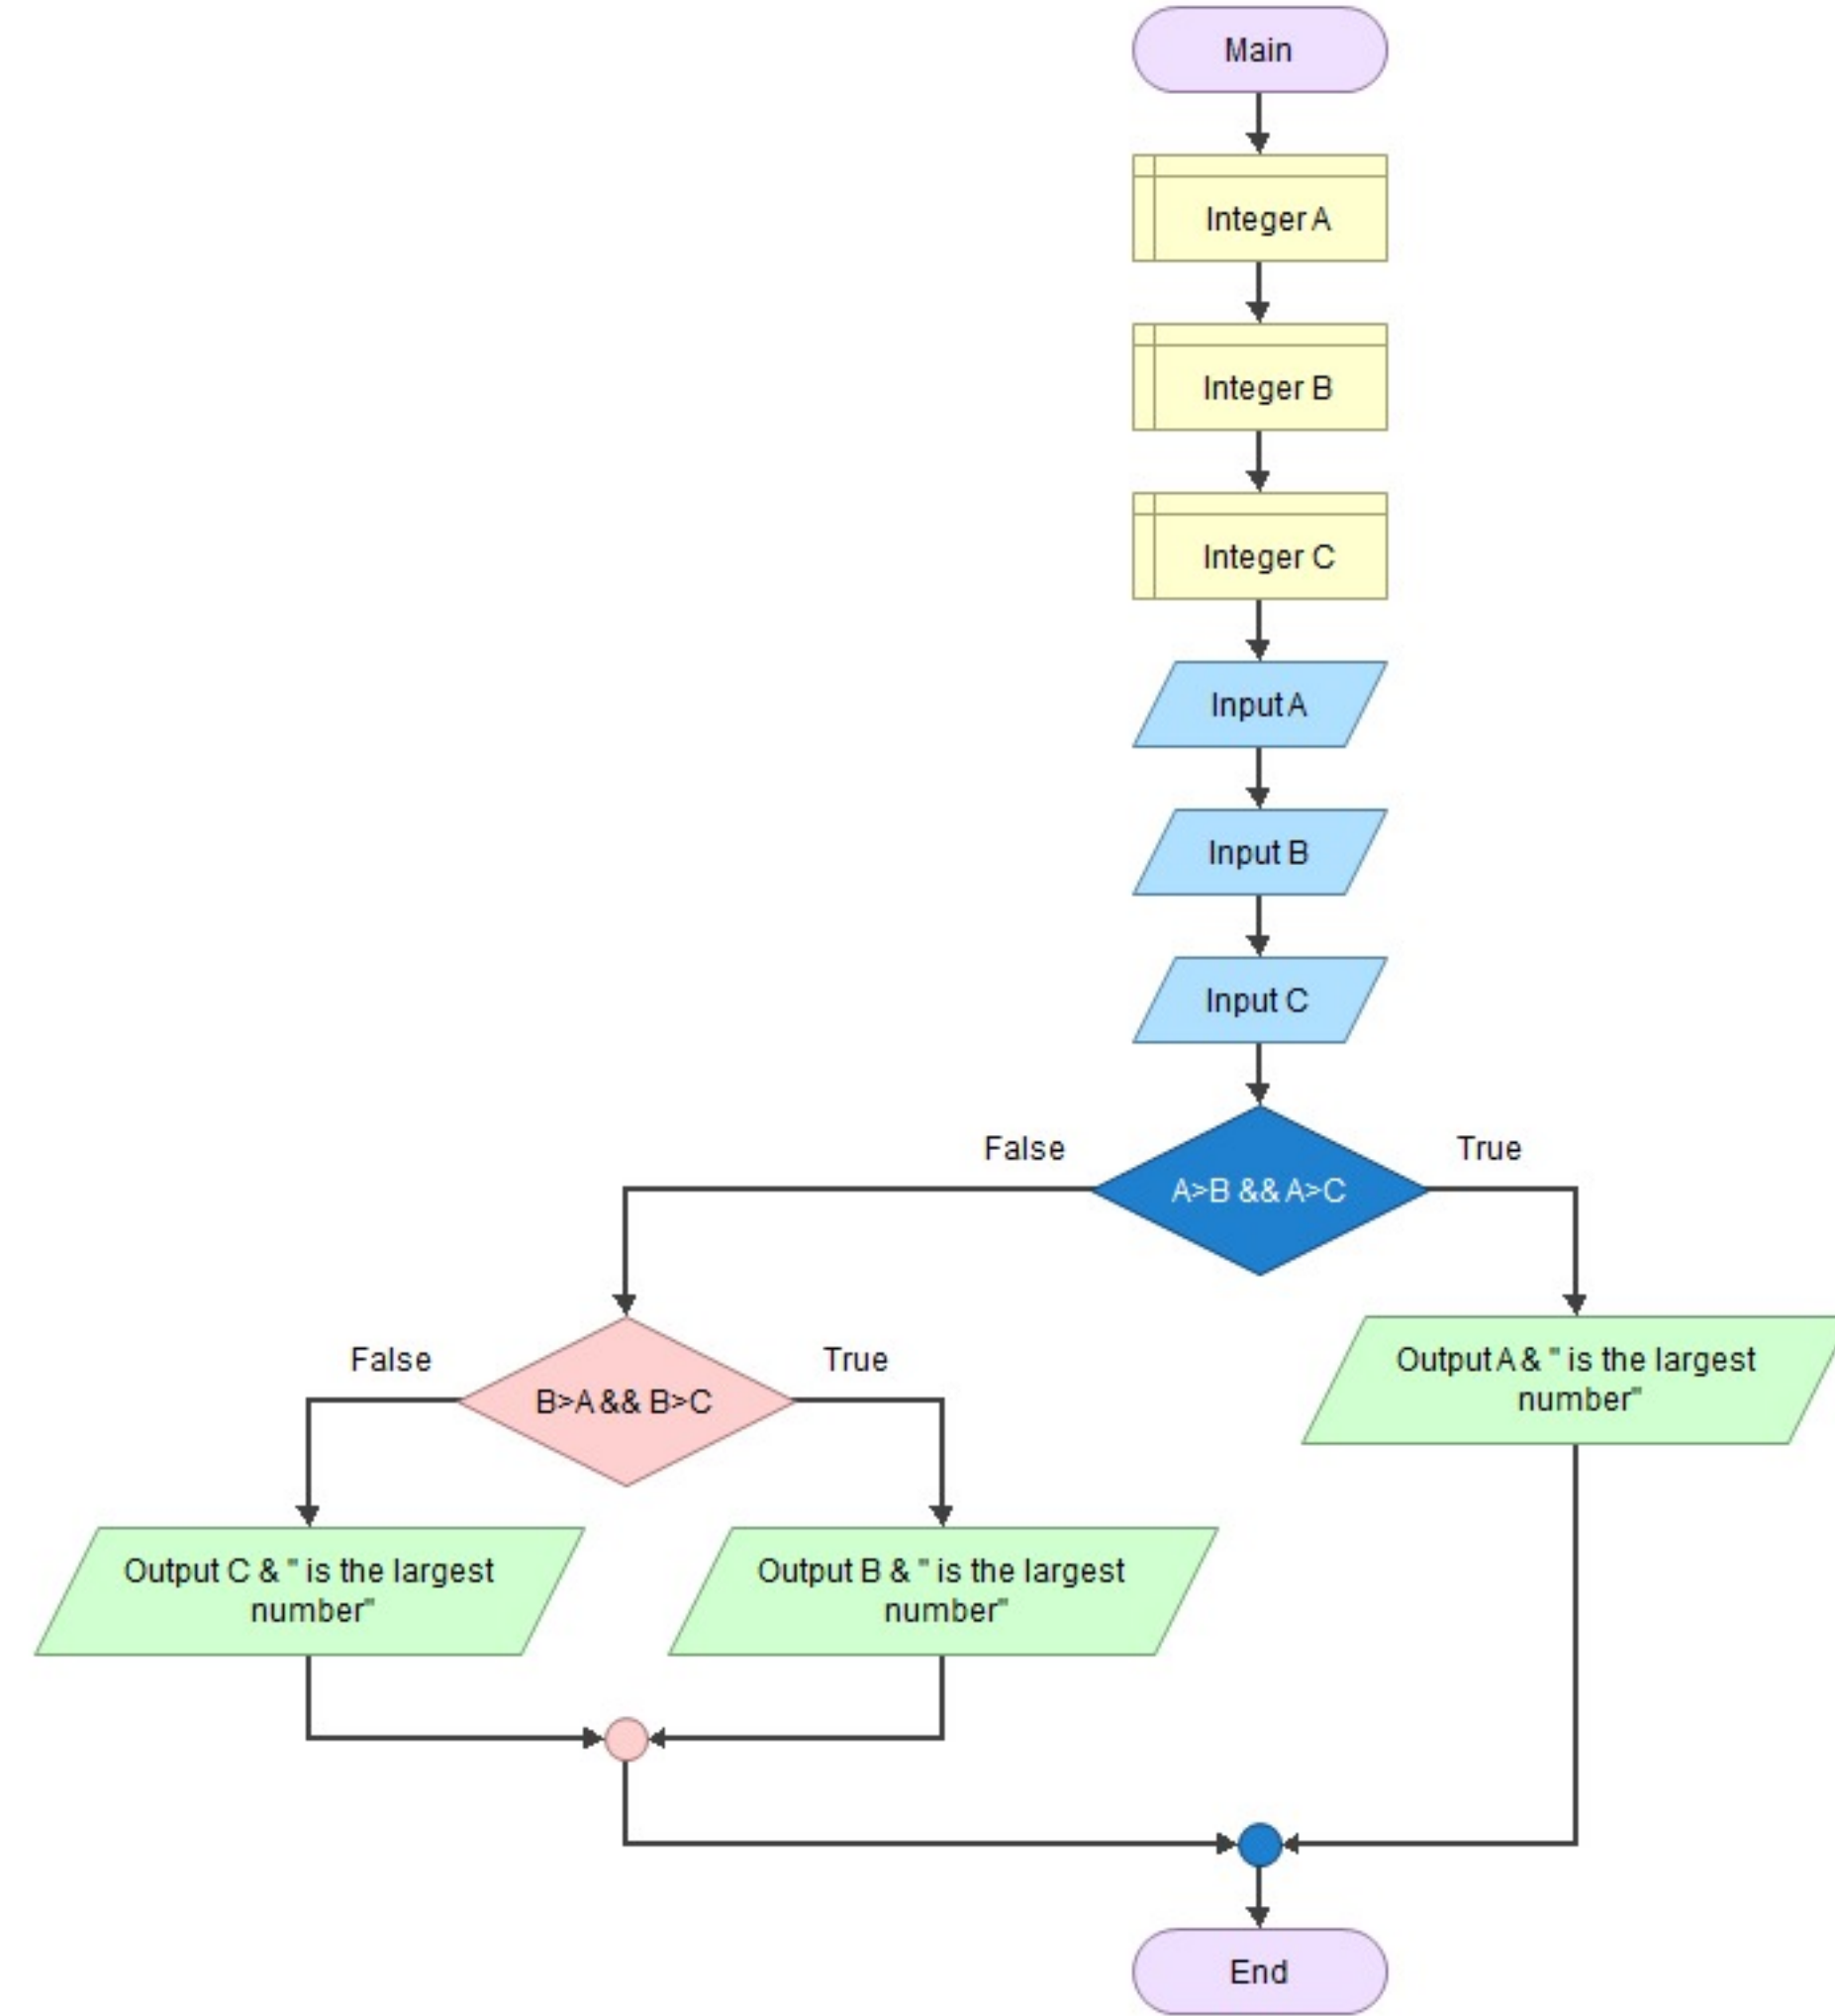 Main
Integer A
Integer B
Integer C
Input A
Input B
Input C
False
True
A>B && A>C
False
True
B>A && B>C
Output A & " is the largest
number"
Output C & " is the largest
number"
Output B & " is the largest
number"
End